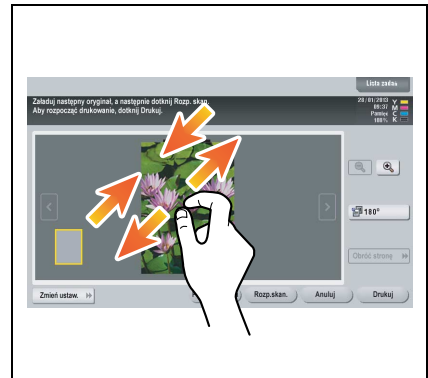 Lista zadań
Załaduj następny oryginał, a następnie dotknij Rozp. skan.
Aby rozpocząć drukowanie, dotknij Drukuj.
28/01/2013
09:37
Pamięć
100%
Y
M
C
K
180°
Obróć stronę
Zmień ustaw.
Rozp.skan.
Anuluj
Drukuj